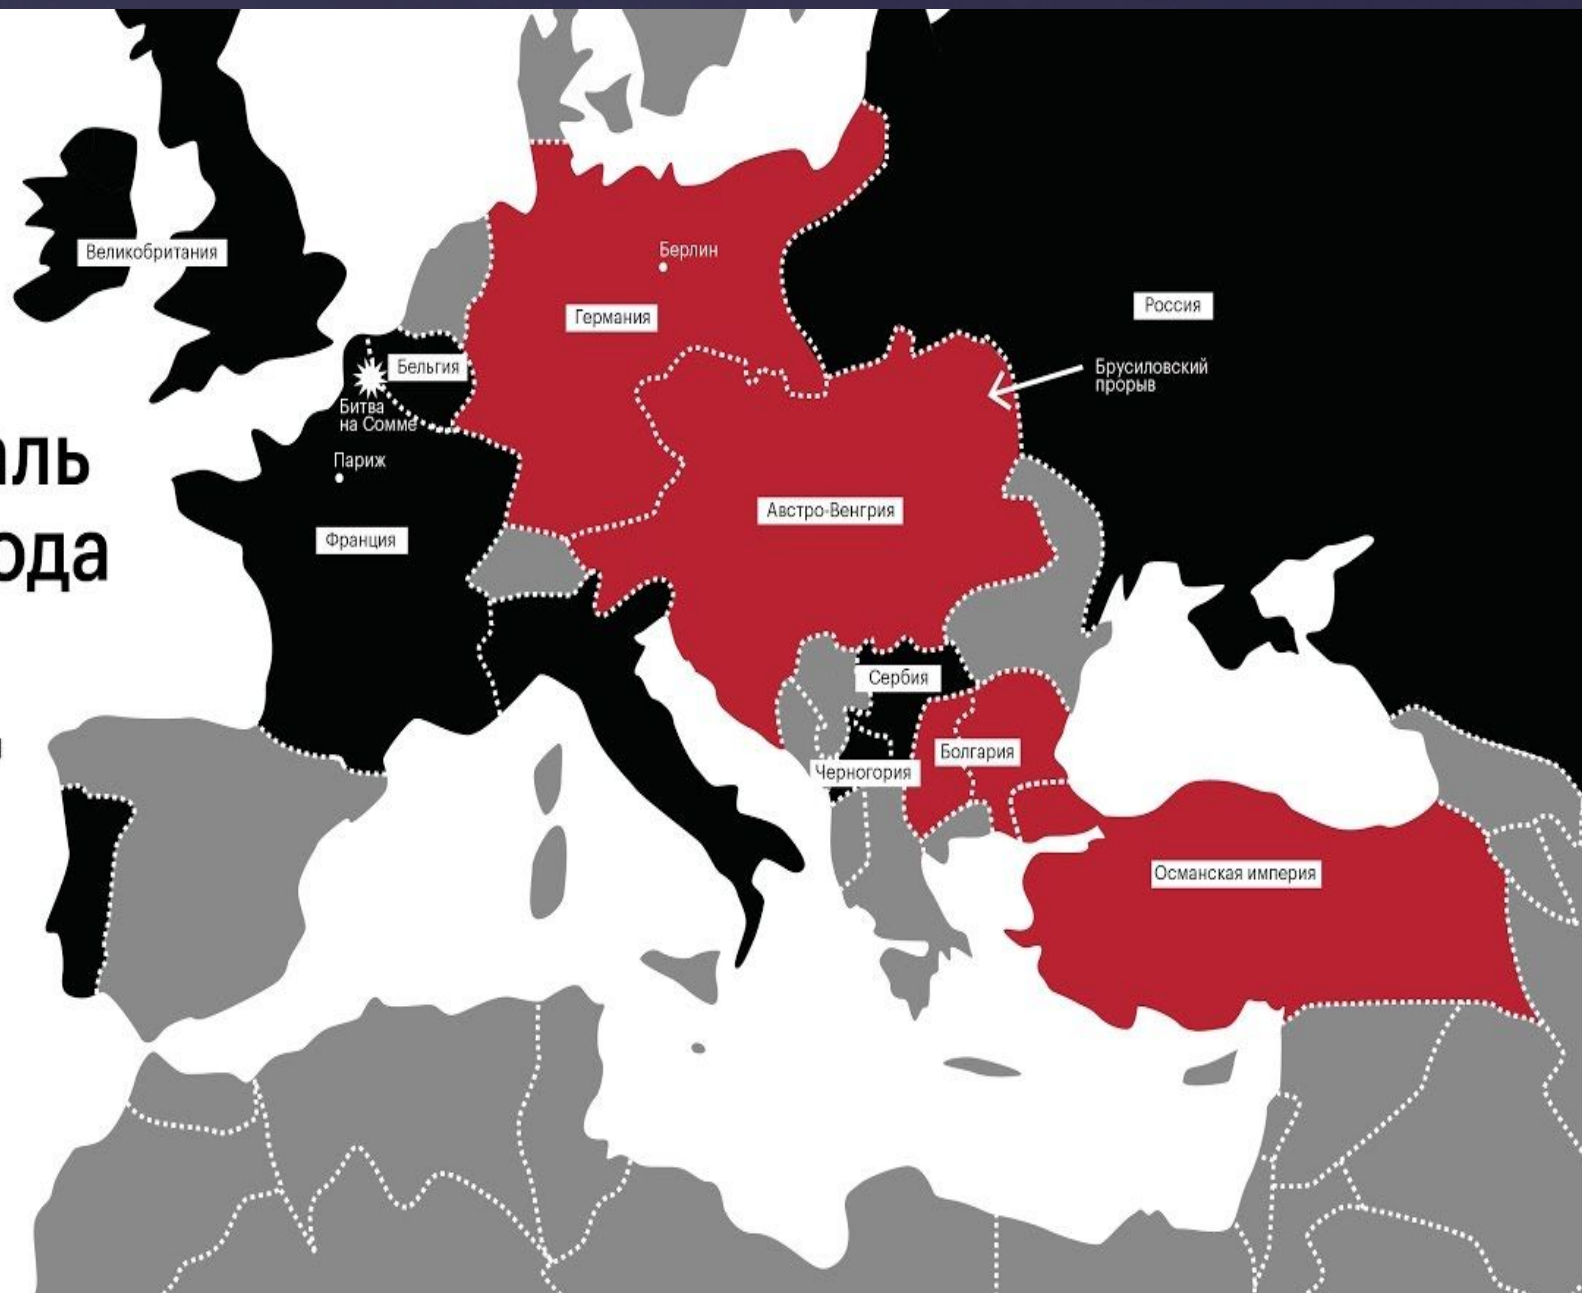 Великобритания
Берлин
Германия
Россия
Бельгия
Брусиловский
прорыв
Битва
на Сомме
Париж
Австро-Венгрия
Франция
Сербия
Болгария
Черногория
Османская империя